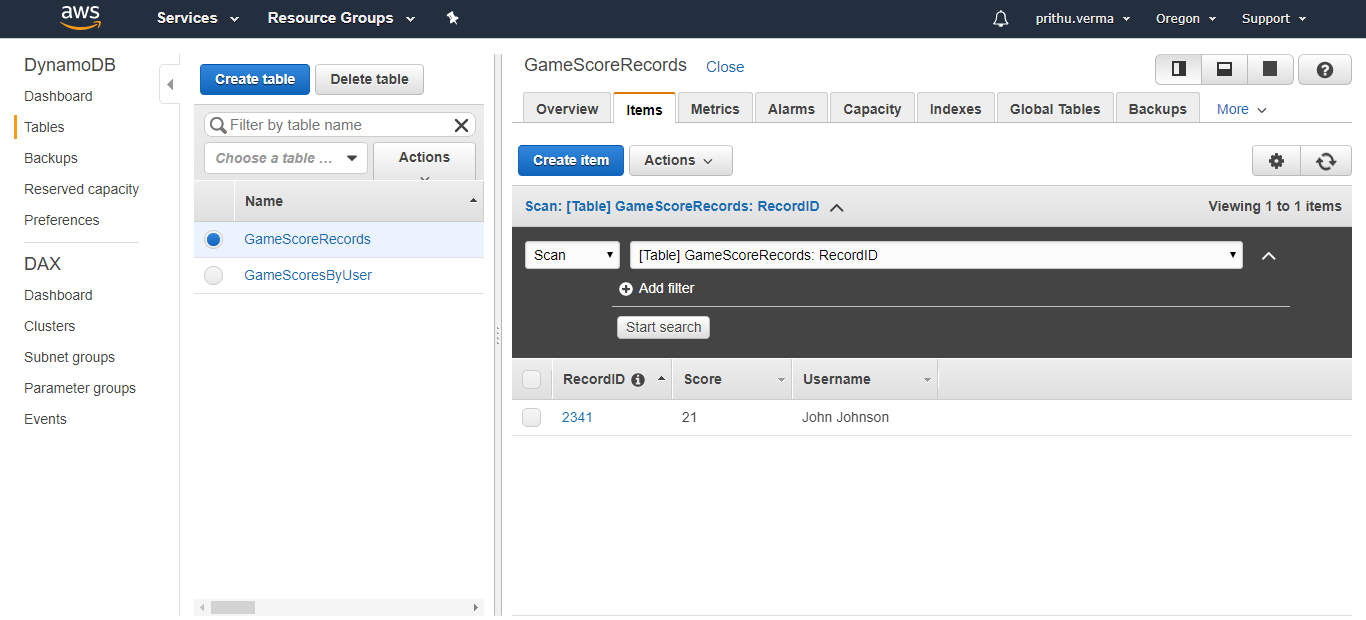 aws
Services
Resource Groups
prithu.verma
Oregon
Support
DynamoDB
Dashboard
Tables
Backups
Reserved capacity
Preferences
DAX
Dashboard
Clusters
Subnet groups
Parameter groups
Events
Create table
Delete table
Filter by table name
Choose a table ...
Actions
Name
GameScoreRecords
GameScoresByUser
GameScoreRecords
Close
Overview
Items
Metrics
Alarms
Capacity
Indexes
Global Tables
Backups
More
Create item
Actions
Scan: [Table] GameScoreRecords: RecordID
Viewing 1 to 1 items
Scan
[Table] GameScoreRecords: RecordID
Add filter
Start search
RecordID
Score
Username
2341
21
John Johnson